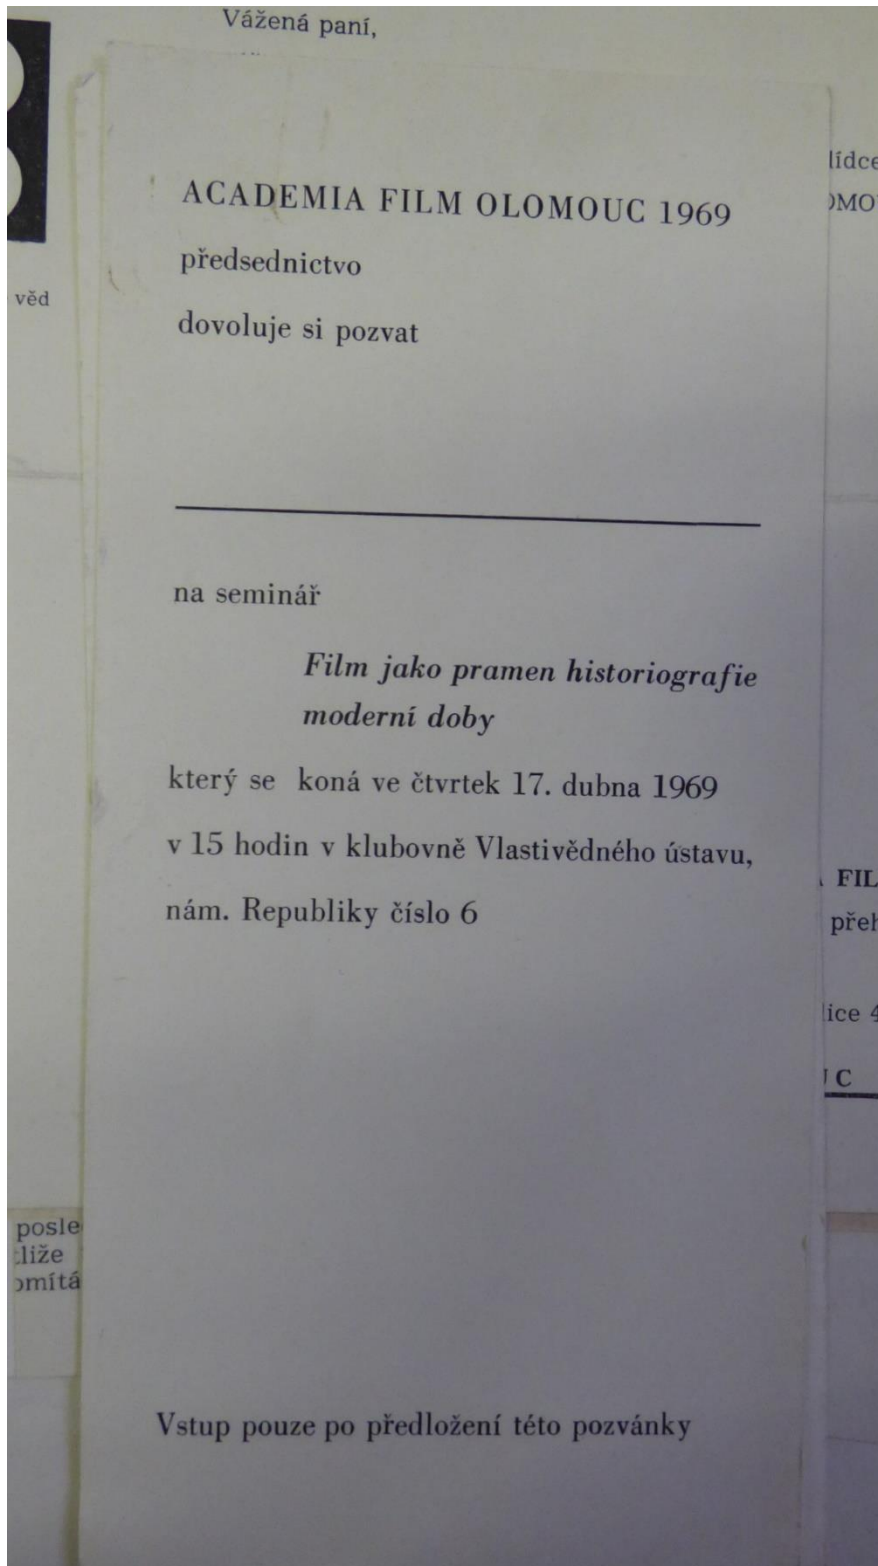 Vážená paní,
ACADEMIA FILM OLOMOUC 1969
předsednictvo
dovoluje si pozvat
na seminář
Film jako pramen historiografie
moderní doby
který se koná ve čtvrtek 17. dubna 1969
v 15 hodin v klubovně Vlastivědného ústavu,
nám. Republiky číslo 6
Vstup pouze po předložení této pozvánky
věd
posle